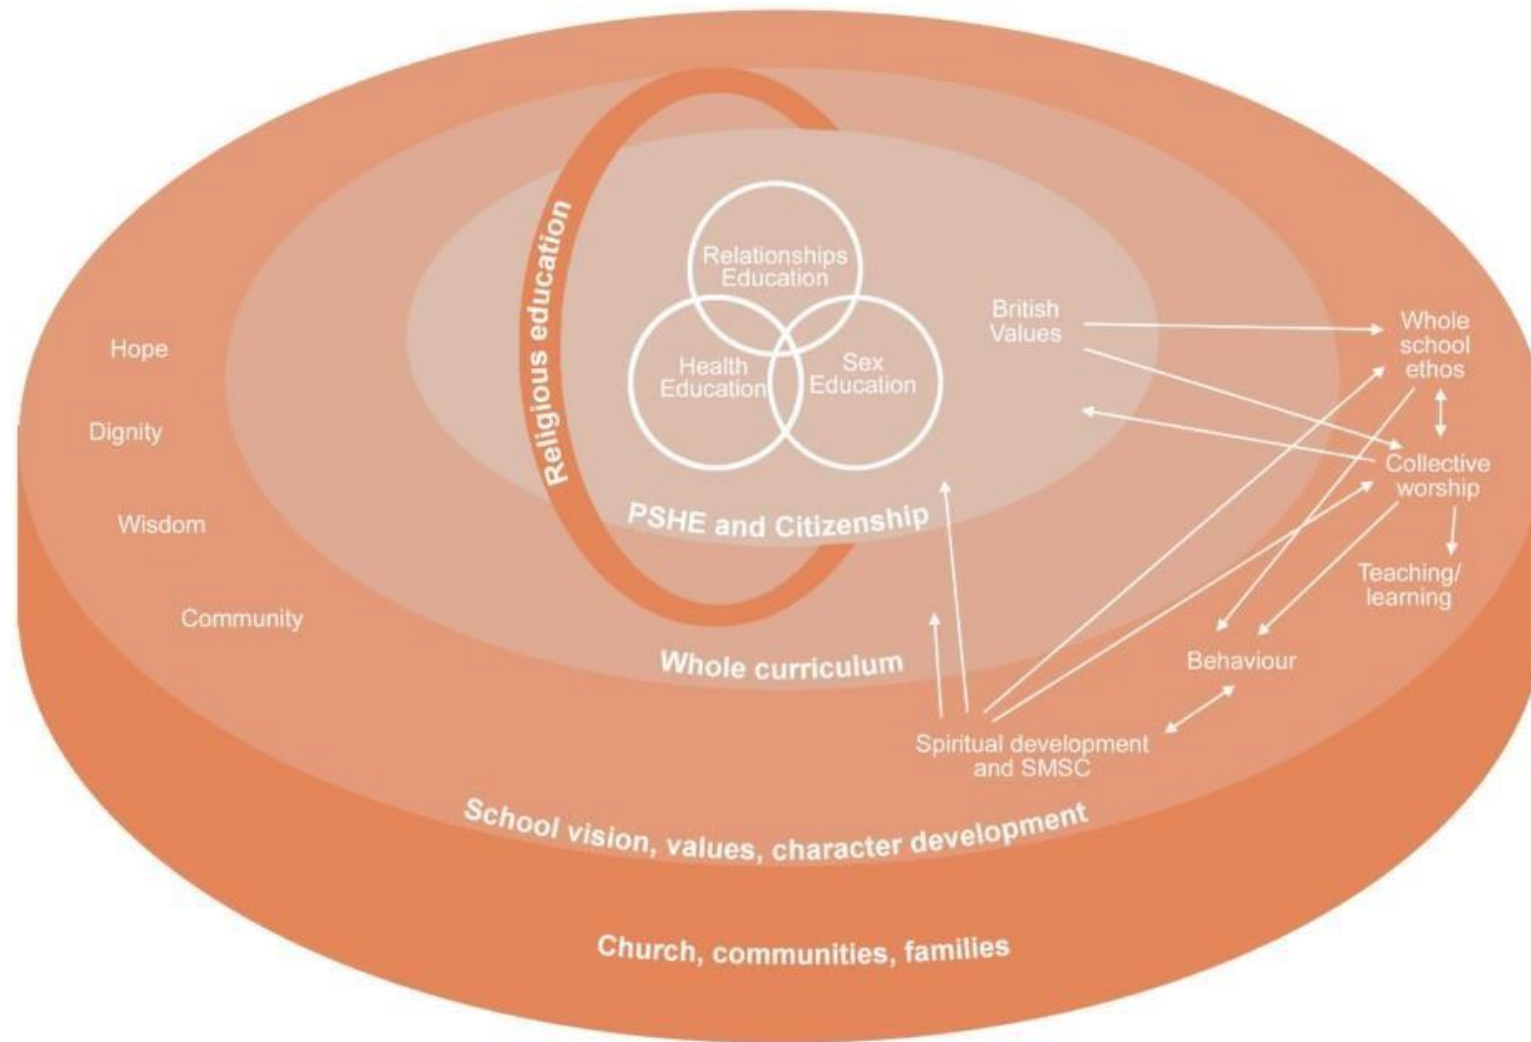 Religious education
Relationships
Education
Health
Education
Sex
Education
British
Values
PSHE and Citizenship
Whole curriculum
Hope
Dignity
Wisdom
Community
Whole
school
ethos
Collective
worship
Teaching/
learning
Behaviour
Spiritual development
and SMSC
School vision, values, character development
Church, communities, families